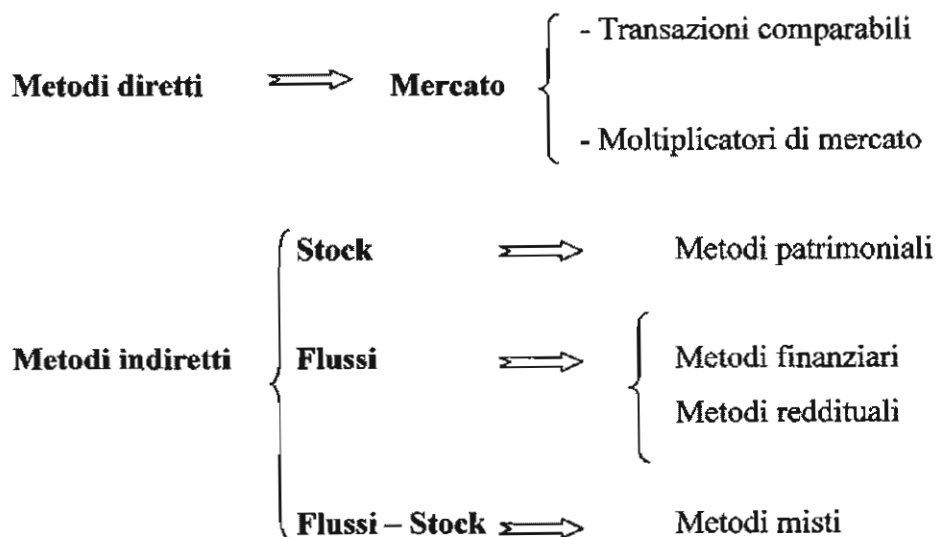 - Transazioni comparabili
Metodi diretti Mercato
- Moltiplicatori di mercato
Stock Metodi patrimoniali
Metodi indiretti Flussi Metodi finanziari
Metodi reddituali
Flussi – Stock Metodi misti